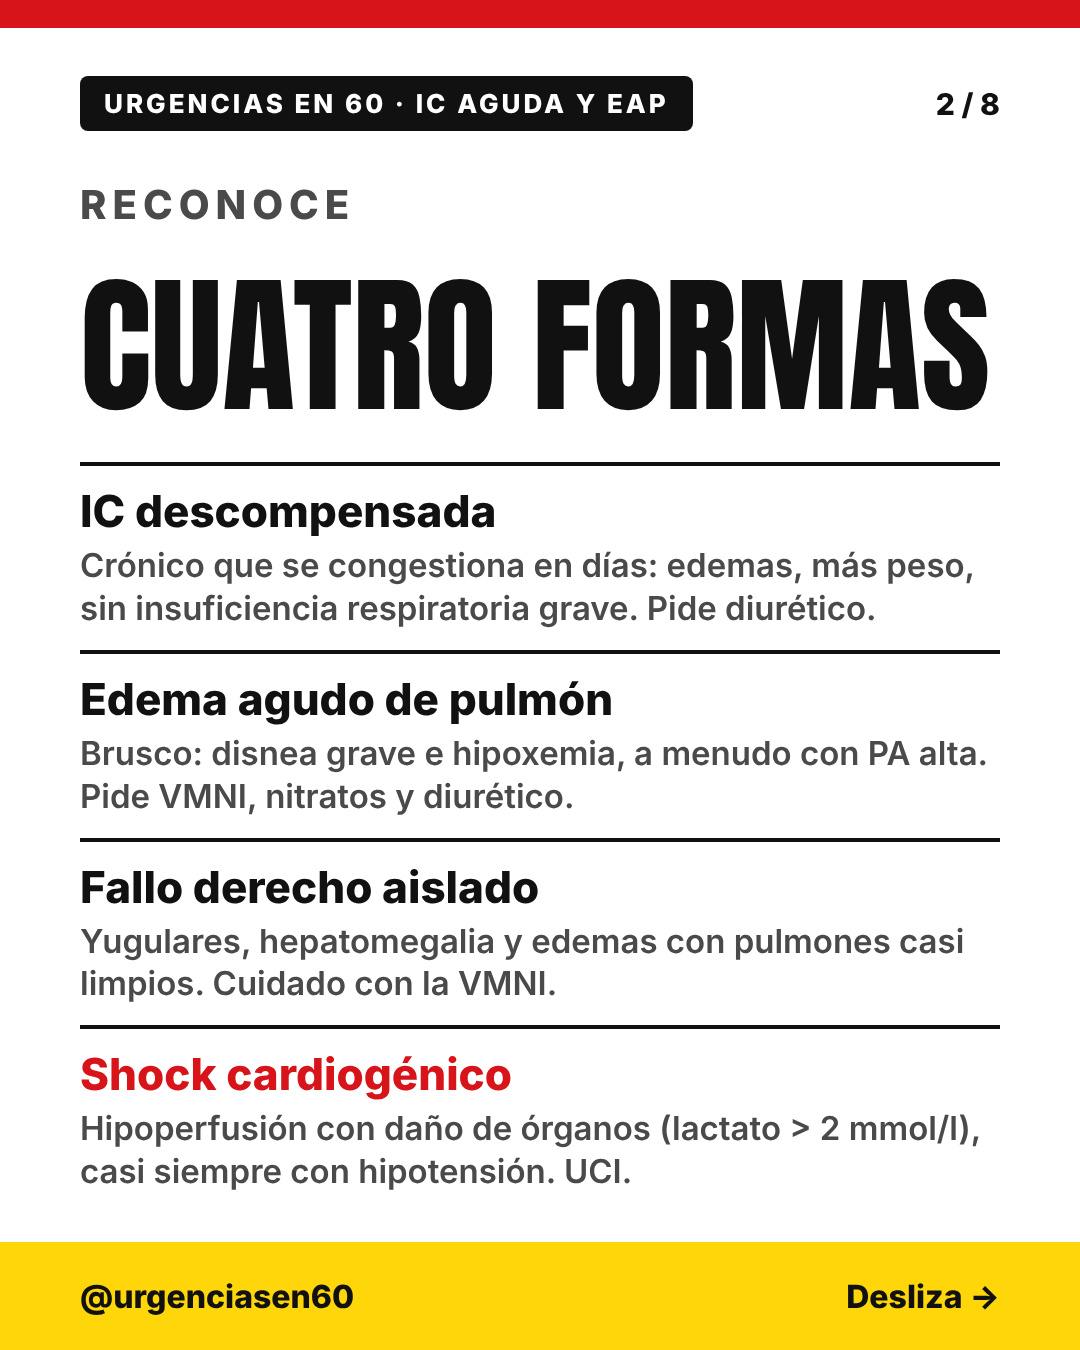 URGENCIAS EN 60 · IC AGUDA Y EAP
2 / 8
RECONOCE
CUATRO FORMAS
IC descompensada
Crónico que se congestiona en días: edemas, más peso,
sin insuficiencia respiratoria grave. Pide diurético.
Edema agudo de pulmón
Brusco: disnea grave e hipoxemia, a menudo con PA alta.
Pide VMNI, nitratos y diurético.
Fallo derecho aislado
Yugulares, hepatomegalia y edemas con pulmones casi
limpios. Cuidado con la VMNI.
Shock cardiogénico
Hipoperfusión con daño de órganos (lactato > 2 mmol/l),
casi siempre con hipotensión. UCI.
@urgenciasen60
Desliza →